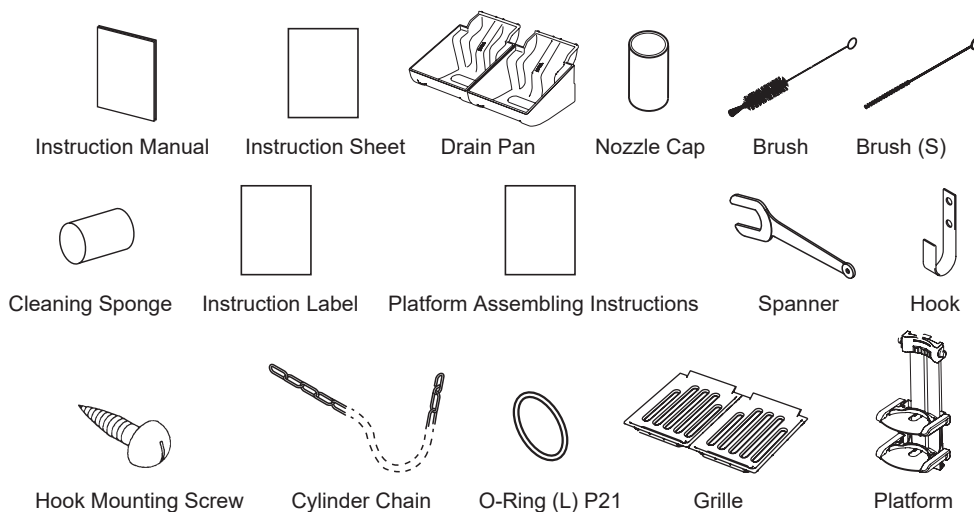 Instruction Manual Instruction Sheet Drain Pan Nozzle Cap Brush Brush (S)
Cleaning Sponge Instruction Label Platform Assembling Instructions Spanner Hook
Hook Mounting Screw Cylinder Chain O-Ring (L) P21 Grille Platform